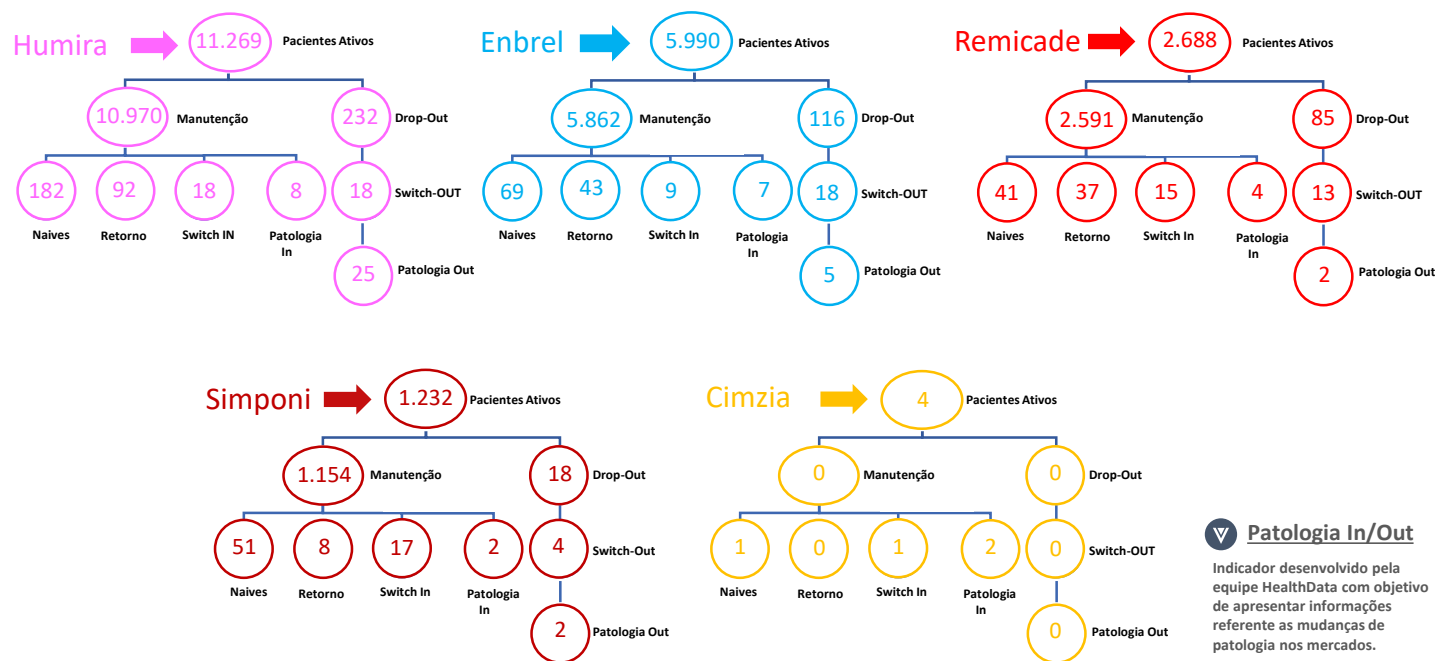 Humira
11.269
Pacientes Ativos
10.970
Manutenção
232
Drop-Out
182
92
18
8
18
Switch-OUT
Naives
Retorno
Switch IN
Patologia
In
25
Patologia Out
Enbrel
5.990
Pacientes Ativos
5.862
Manutenção
116
Drop-Out
69
43
9
7
18
Switch-OUT
Naives
Retorno
Switch In
Patologia
In
5
Patologia Out
Remicade
2.688
Pacientes Ativos
2.591
Manutenção
85
Drop-Out
41
37
15
4
13
Switch-OUT
Naives
Retorno
Switch In
Patologia
In
2
Patologia Out
Simponi
1.232
Pacientes Ativos
1.154
Manutenção
18
Drop-Out
51
8
17
2
4
Switch-Out
Naives
Retorno
Switch In
Patologia
In
2
Patologia Out
Cimzia
4
Pacientes Ativos
0
Manutenção
0
Drop-Out
1
0
1
2
0
Switch-OUT
Naives
Retorno
Switch In
Patologia
In
0
Patologia Out
Patologia In/Out
Indicador desenvolvido pela
equipe HealthData com objetivo
de apresentar informações
referente as mudanças de
patologia nos mercados.